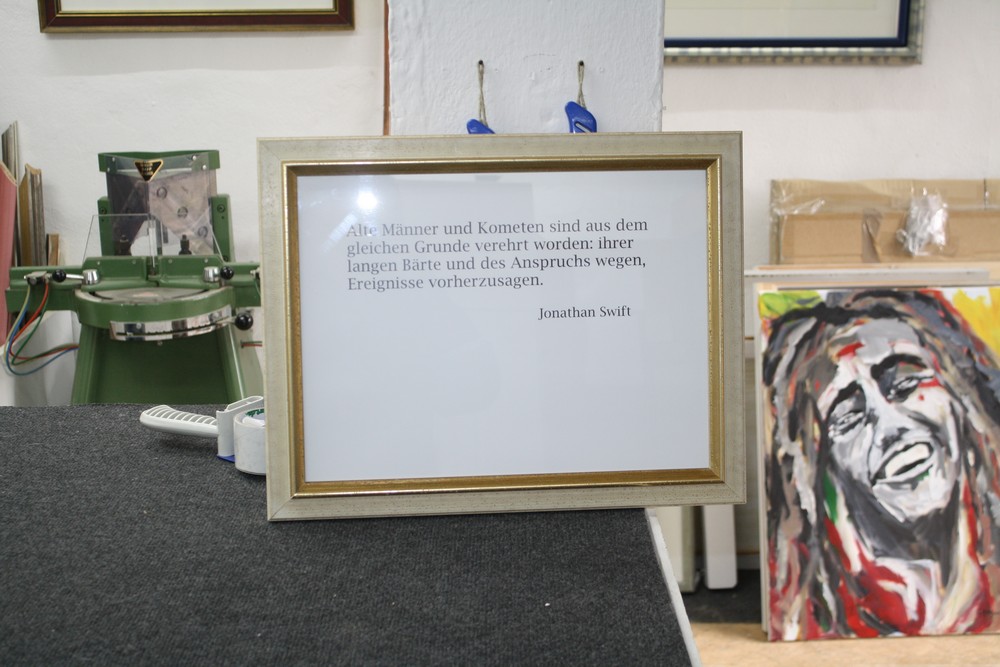 Alte Männer und Kometen sind aus dem
gleichen Grunde verehrt worden: ihrer
langen Bärte und des Anspruchs wegen,
Ereignisse vorherzusagen.
Jonathan Swift